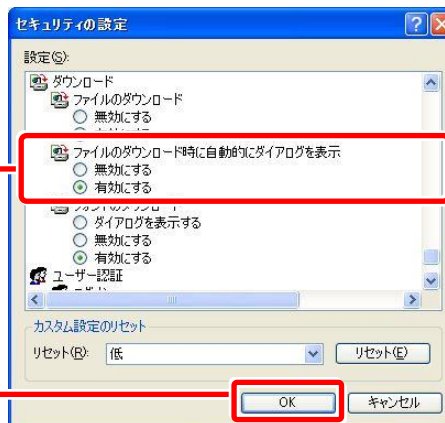 セキュリティの設定
設定(S):
ダウンロード
ファイルのダウンロード
無効にする
ファイルのダウンロード時に自動的にダイアログを表示
無効にする
有効にする
ダイアログを表示する
無効にする
有効にする
ユーザー認証
カスタム設定のリセット
リセット(R): 低 リセット(E)
OK キャンセル